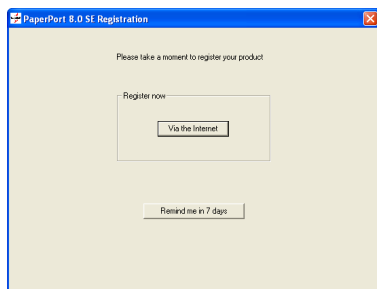 PaperPort 8.0 SE Registration
Please take a moment to register your product
Register now
Via the Internet
Remind me in 7 days